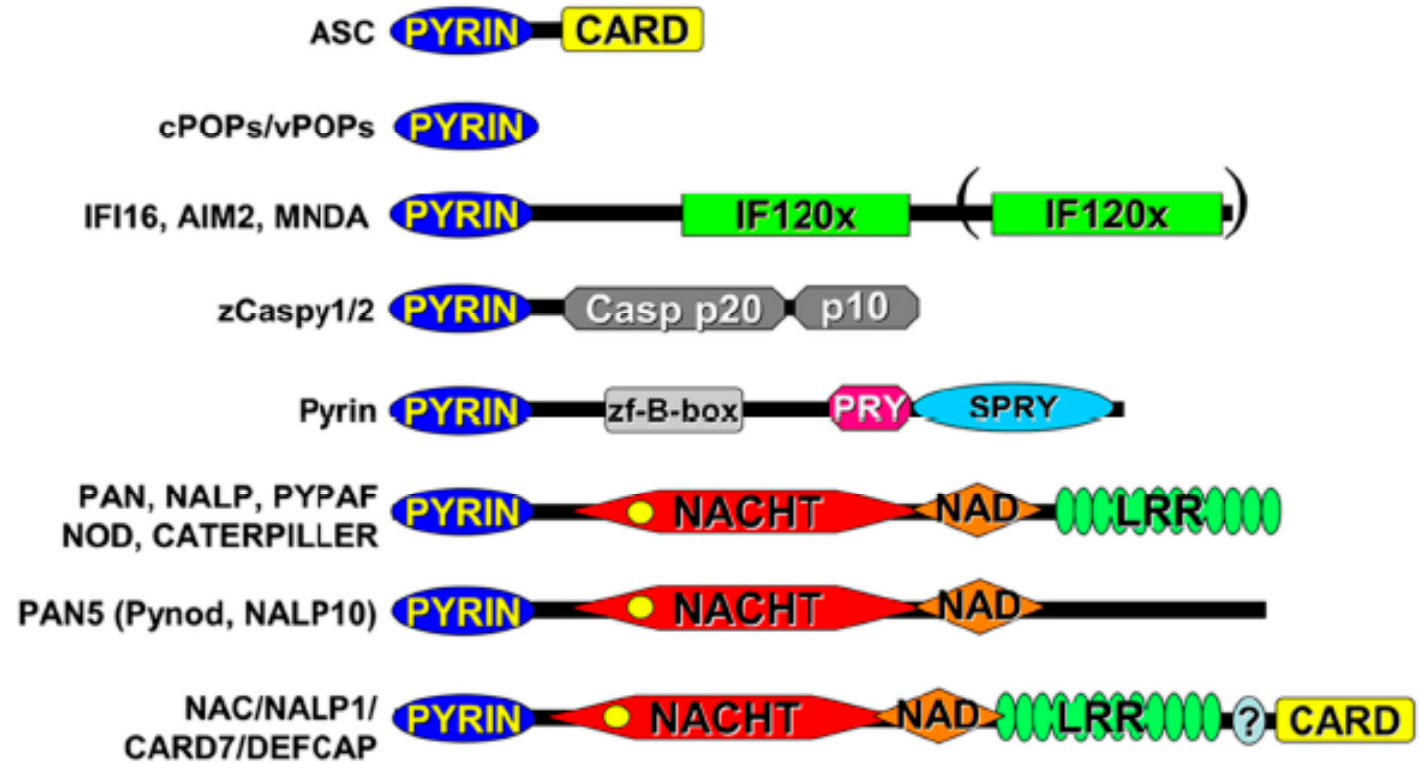 ASC PYRIN CARD
cPOPs/vPOPs PYRIN
IFI16, AIM2, MNDA PYRIN IF120x ( IF120x )
zCaspy1/2 PYRIN Casp p20 p10
Pyrin PYRIN zf-B-box PRY SPRY
PAN, NALP, PYPAF
NOD, CATERPILLER PYRIN NACHT NAD LRR
PAN5 (Pynod, NALP10) PYRIN NACHT NAD
NAC/NALP1/
CARD7/DEFCAP PYRIN NACHT NAD LRR ? CARD